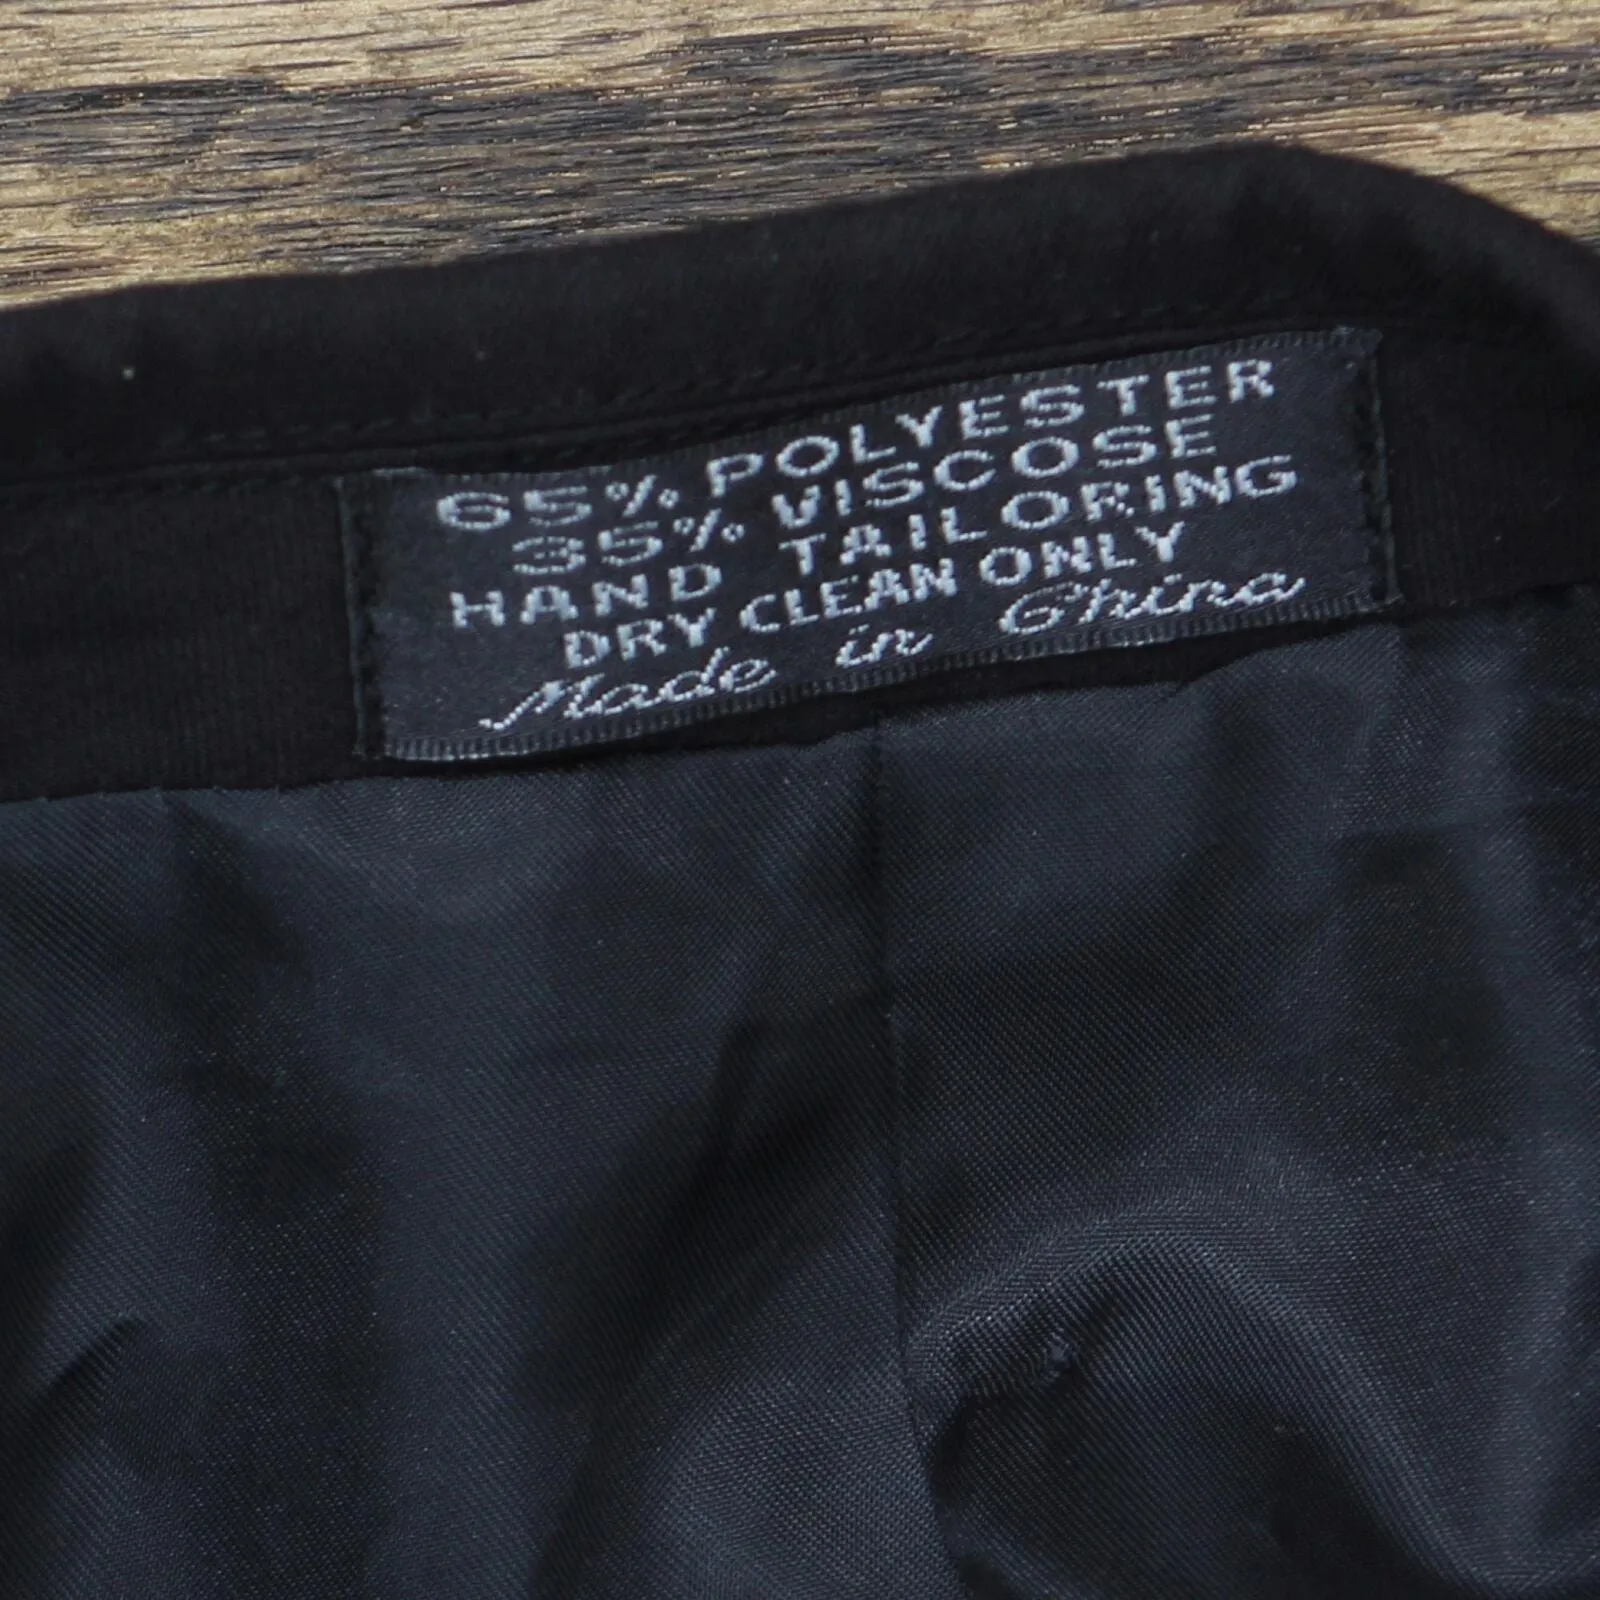 65% POLYESTER
35% VISCOSE
HAND TAILORING
DRY CLEAN ONLY
Made in China